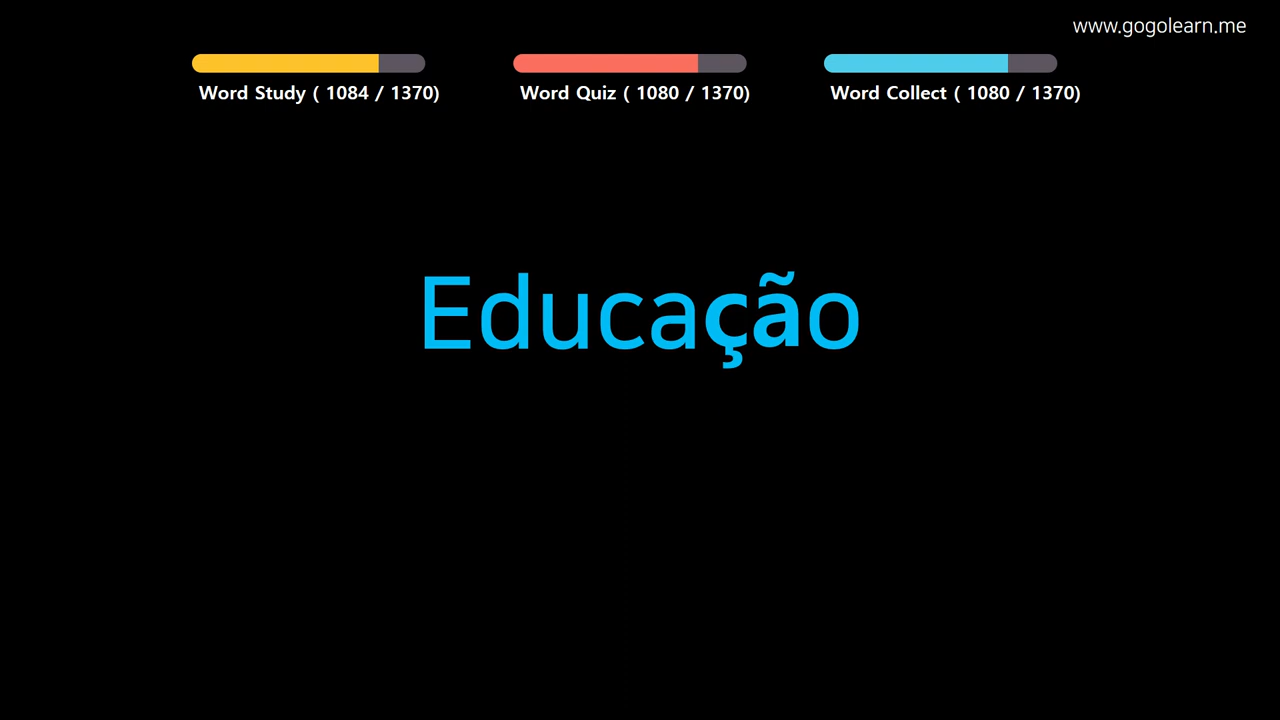 www.gogolearn.me
Word Study ( 1084 / 1370)
Word Quiz ( 1080 / 1370)
Word Collect ( 1080 / 1370)
Educação